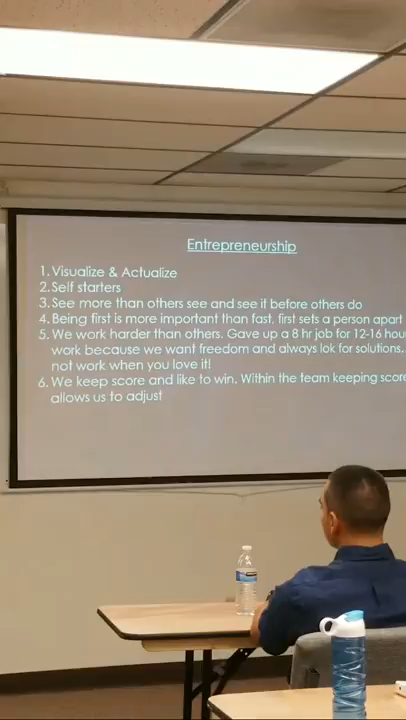 Entrepreneurship
1. Visualize & Actualize
2. Self starters
3. See more than others see and see it before others do
4. Being first is more important than fast, first sets a person apart
5. We work harder than others. Gave up a 8 hr job for 12-16
work because we want freedom and always lok for solutions.
not work when you love it!
6. We keep score and like to win. Within the team keeping score
allows us to adjust